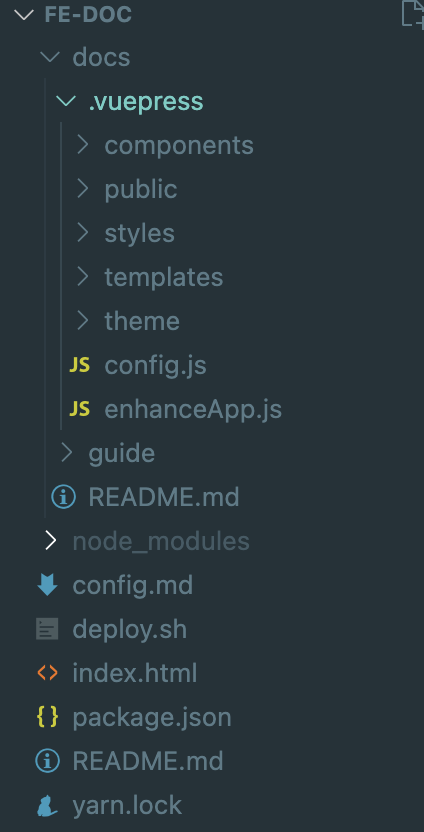 FE-DOC
docs
.vuepress
components
public
styles
templates
theme
JS config.js
JS enhanceApp.js
guide
README.md
node_modules
config.md
deploy.sh
index.html
package.json
README.md
yarn.lock